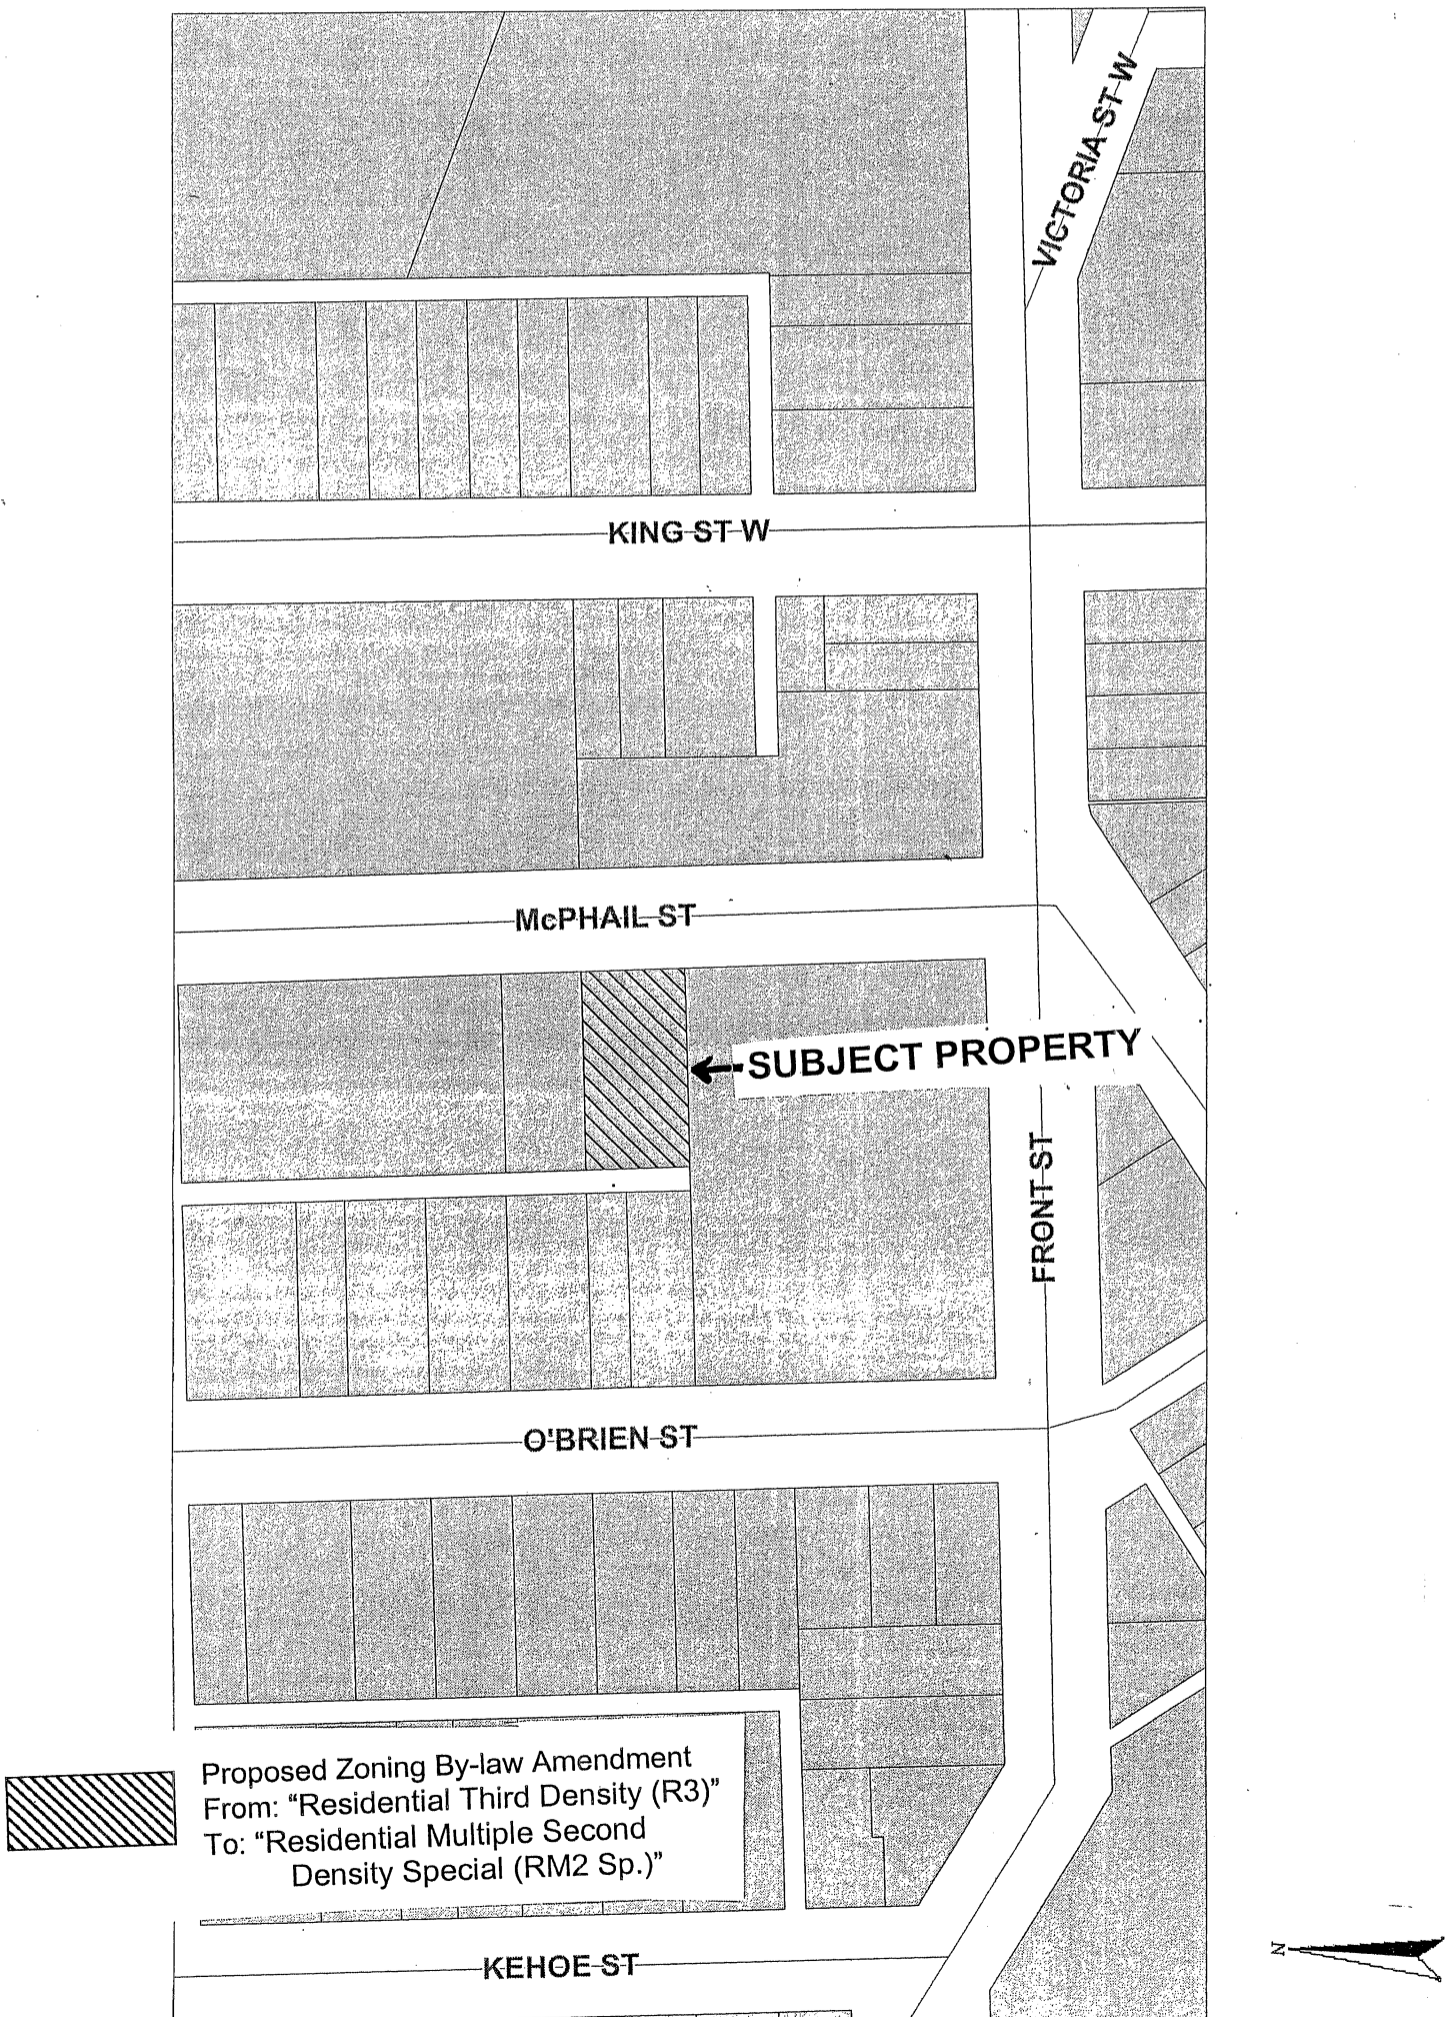 VICTORIA ST W
KING ST W
McPHAIL ST
SUBJECT PROPERTY
FRONT ST
O'BRIEN ST
Proposed Zoning By-law Amendment
From: “Residential Third Density (R3)”
To: “Residential Multiple Second
Density Special (RM2 Sp.)”
KEHOE ST
N